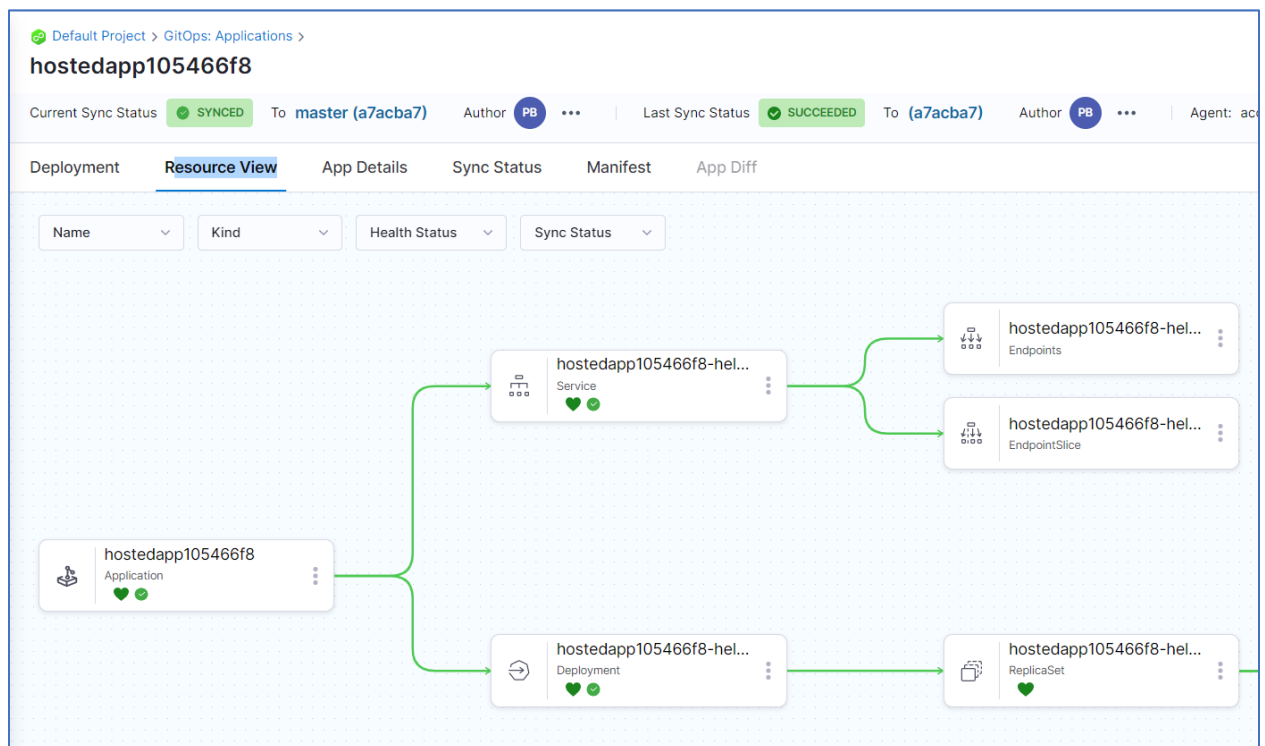 Default Project > GitOps: Applications >
hostedapp105466f8
Current Sync Status SYNCED To master (a7acba7) Author PB ••• Last Sync Status SUCCEEDED To (a7acba7) Author PB ••• Agent: acc
Deployment Resource View App Details Sync Status Manifest App Diff
Name Kind Health Status Sync Status
hostedapp105466f8-hel...
Endpoints
hostedapp105466f8-hel...
Service
hostedapp105466f8-hel...
EndpointSlice
hostedapp105466f8
Application
hostedapp105466f8-hel...
Deployment
hostedapp105466f8-hel...
ReplicaSet